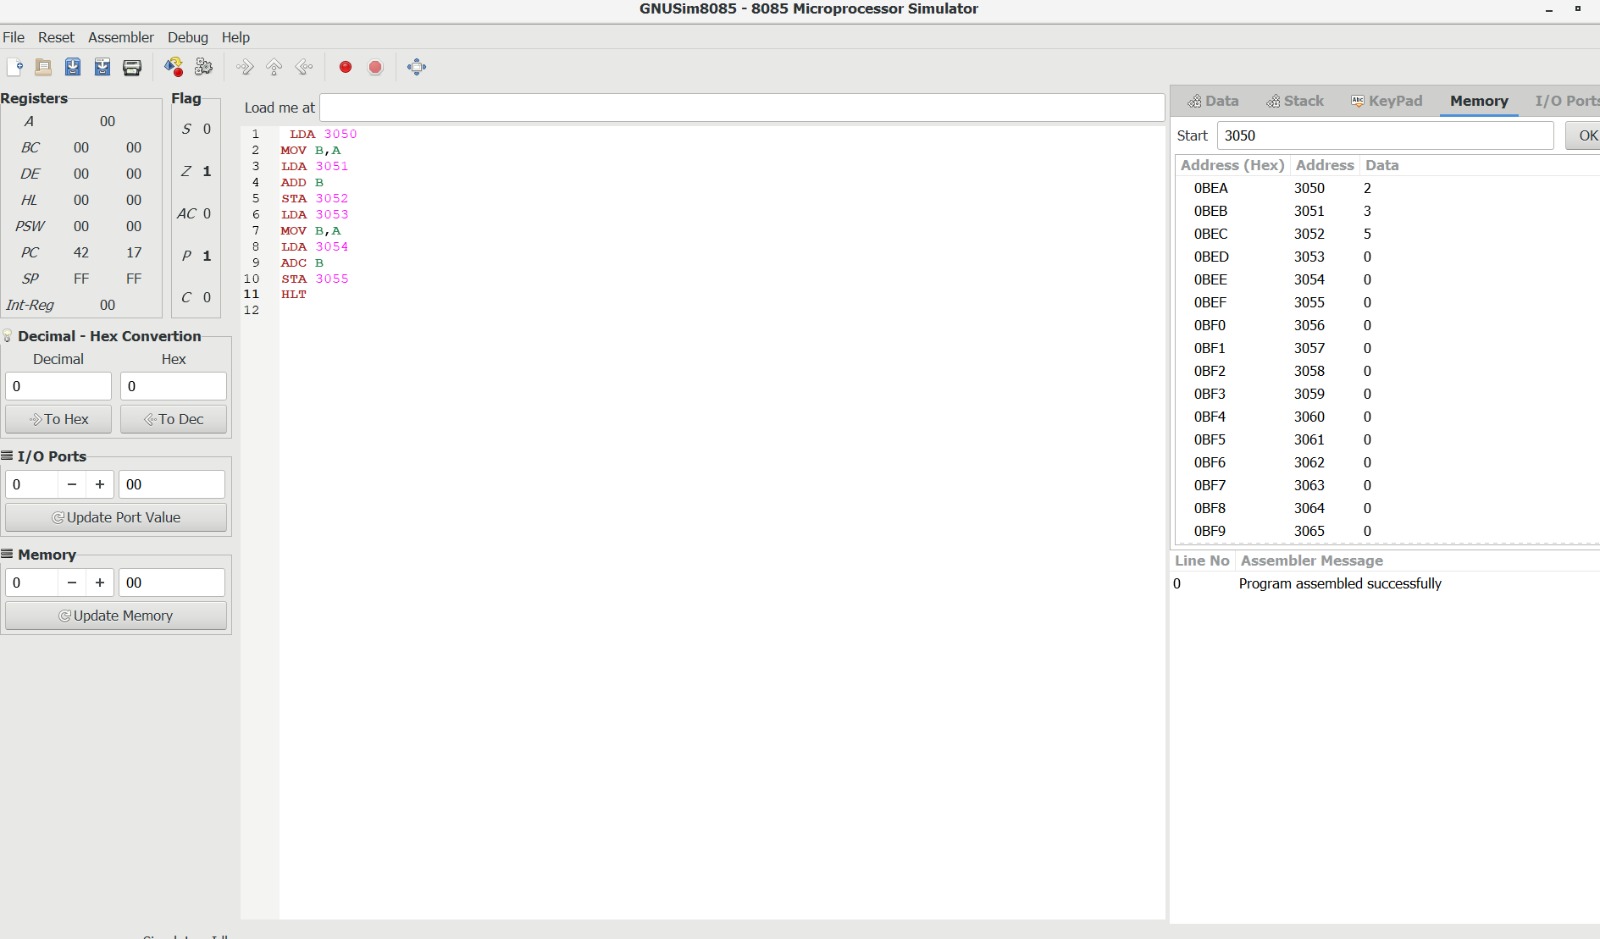 GNUSim8085 - 8085 Microprocessor Simulator
File Reset Assembler Debug Help
Registers
A 00
BC 00 00
DE 00 00
HL 00 00
PSW 00 00
PC 42 17
SP FF FF
Int-Reg 00
Flag
S 0
Z 1
AC 0
P 1
C 0
Decimal - Hex Convertion
Decimal Hex
0 0
To Hex To Dec
I/O Ports
0 − + 00
Update Port Value
Memory
0 − + 00
Update Memory
Load me at
1 LDA 3050
2 MOV B,A
3 LDA 3051
4 ADD B
5 STA 3052
6 LDA 3053
7 MOV B,A
8 LDA 3054
9 ADC B
10 STA 3055
11 HLT
12
Data Stack KeyPad Memory I/O Ports
Start 3050 OK
Address (Hex) Address Data
0BEA 3050 2
0BEB 3051 3
0BEC 3052 5
0BED 3053 0
0BEE 3054 0
0BEF 3055 0
0BF0 3056 0
0BF1 3057 0
0BF2 3058 0
0BF3 3059 0
0BF4 3060 0
0BF5 3061 0
0BF6 3062 0
0BF7 3063 0
0BF8 3064 0
0BF9 3065 0
Line No Assembler Message
0 Program assembled successfully